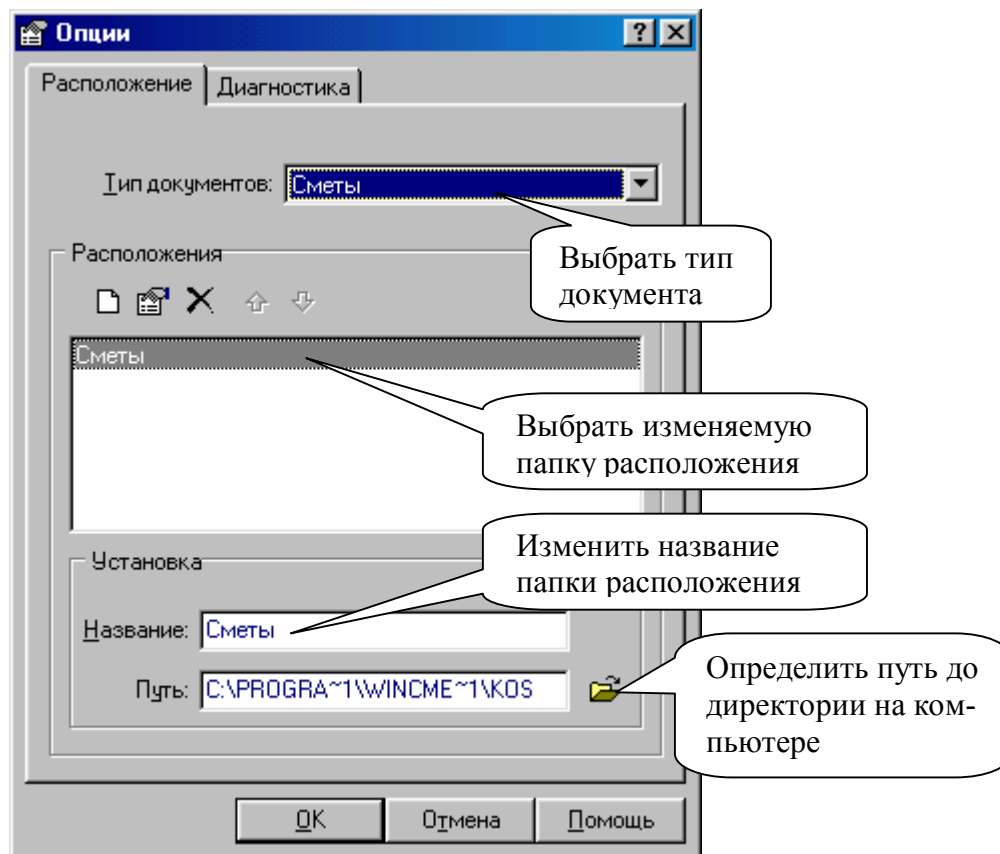 Опции
Расположение
Диагностика
Тип документов: Сметы
Выбрать тип
документа
Расположения
Сметы
Выбрать изменяемую
папку расположения
Изменить название
папки расположения
Установка
Название: Сметы
Путь: C:\PROGRA~1\WINCME~1\KOS
Определить путь до
директории на ком-
пьютере
OK
Отмена
Помощь